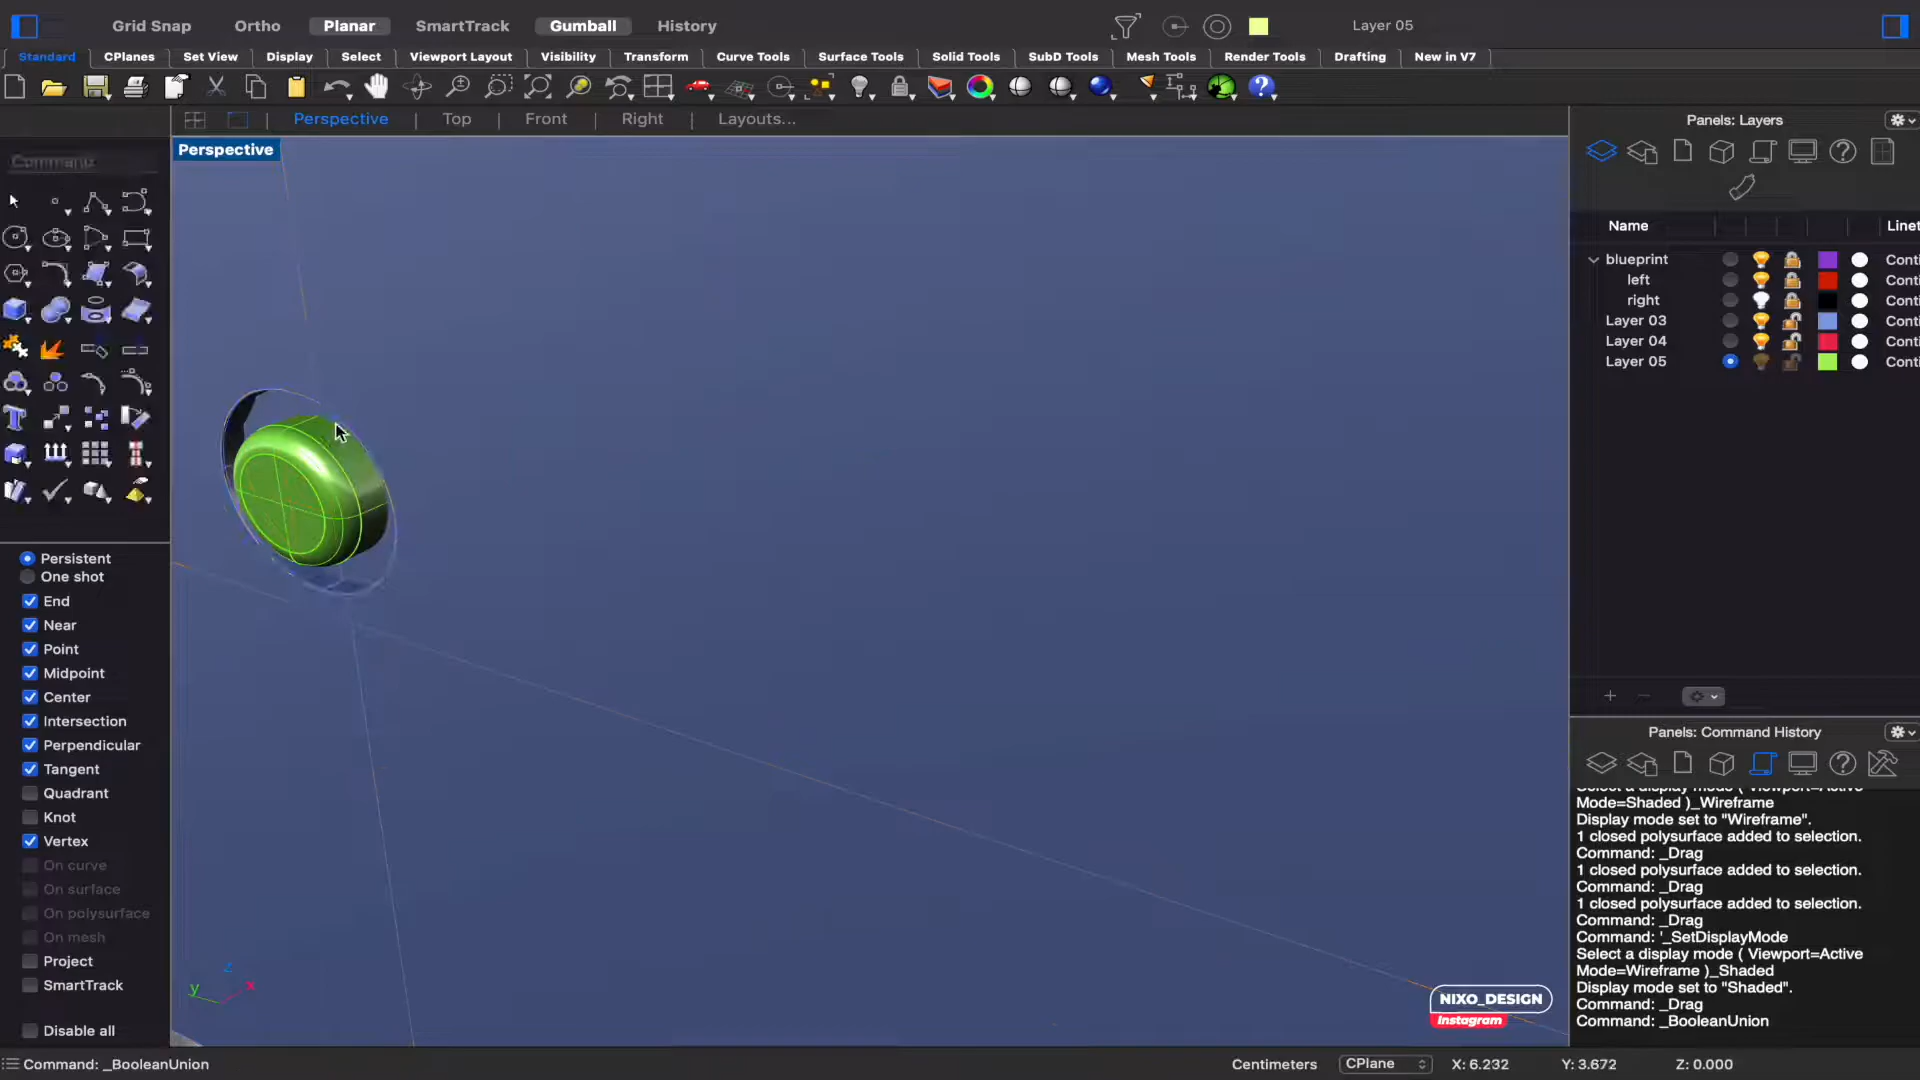 Grid Snap Ortho Planar SmartTrack Gumball History Layer 05
Standard CPlanes Set View Display Select Viewport Layout Visibility Transform Curve Tools Surface Tools Solid Tools SubD Tools Mesh Tools Render Tools Drafting New in V7
Perspective Top Front Right Layouts...
Perspective
Command
Persistent
One shot
End
Near
Point
Midpoint
Center
Intersection
Perpendicular
Tangent
Quadrant
Knot
Vertex
On curve
On surface
On polysurface
On mesh
Project
SmartTrack
Disable all
z
y x
NIXO_DESIGN
Instagram
Panels: Layers
Name Linet
blueprint Conti
left Conti
right Conti
Layer 03 Conti
Layer 04 Conti
Layer 05 Conti
Panels: Command History
Select a display mode ( Viewport=Active
Mode=Shaded )_Wireframe
Display mode set to "Wireframe".
1 closed polysurface added to selection.
Command: _Drag
1 closed polysurface added to selection.
Command: _Drag
1 closed polysurface added to selection.
Command: _Drag
Command: '_SetDisplayMode
Select a display mode ( Viewport=Active
Mode=Wireframe )_Shaded
Display mode set to "Shaded".
Command: _Drag
Command: _BooleanUnion
Command: _BooleanUnion Centimeters CPlane X: 6.232 Y: 3.672 Z: 0.000